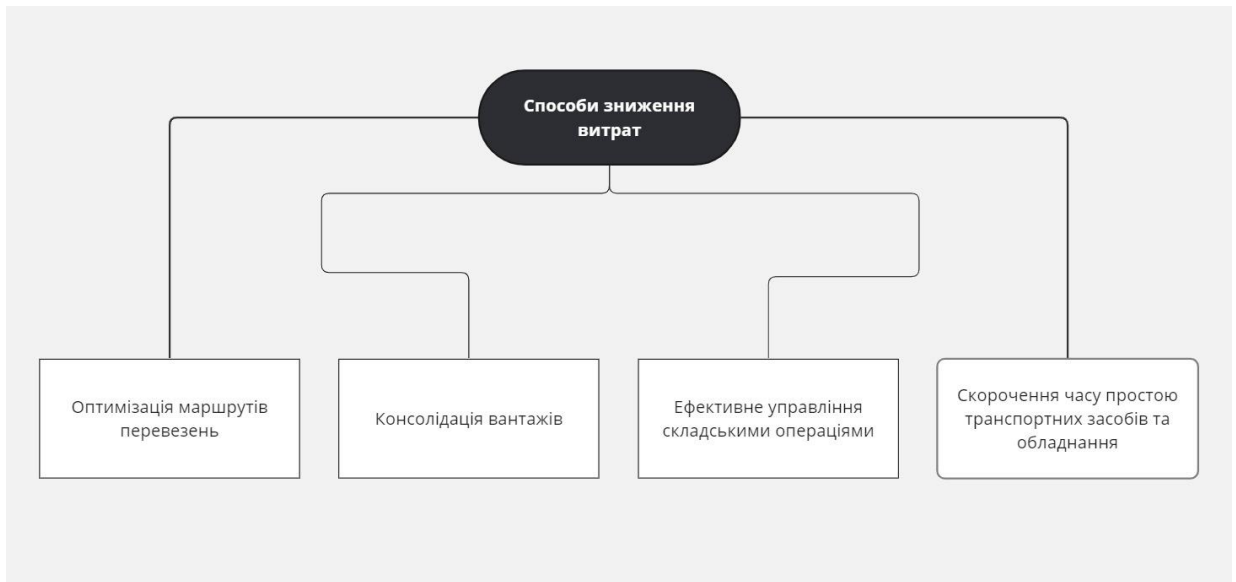 Способи зниження
витрат
Оптимізація маршрутів
перевезень
Консолідація вантажів
Ефективне управління
складськими операціями
Скорочення часу простою
транспортних засобів та
обладнання